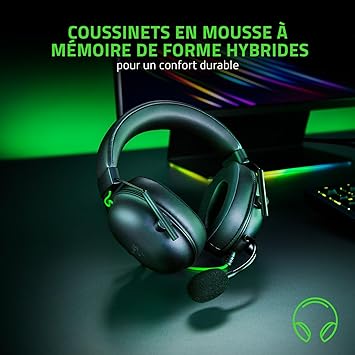 COUSSINETS EN MOUSSE À
MÉMOIRE DE FORME HYBRIDES
pour un confort durable